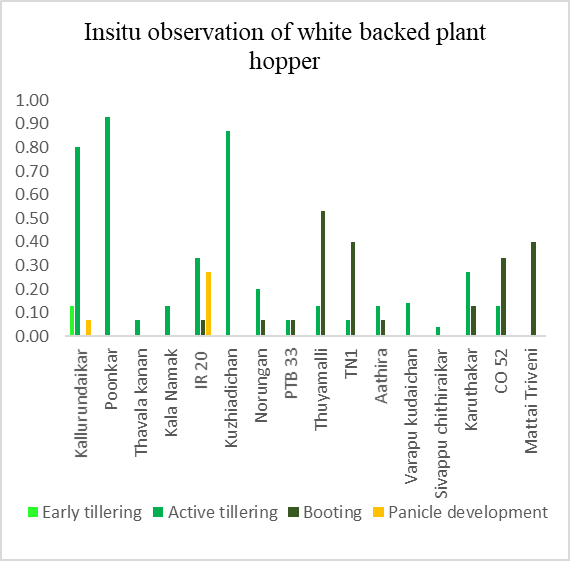 Insitu observation of white backed plant
hopper
1.00
0.90
0.80
0.70
0.60
0.50
0.40
0.30
0.20
0.10
0.00
Kallurundaikar
Poonkar
Thavala kanan
Kala Namak
IR 20
Kuzhiadichan
Norungan
PTB 33
Thuyamalli
TN1
Aathira
Varapu kudaichan
Sivappu chithiraikar
Karuthakar
CO 52
Mattai Triveni
Early tillering Active tillering Booting Panicle development